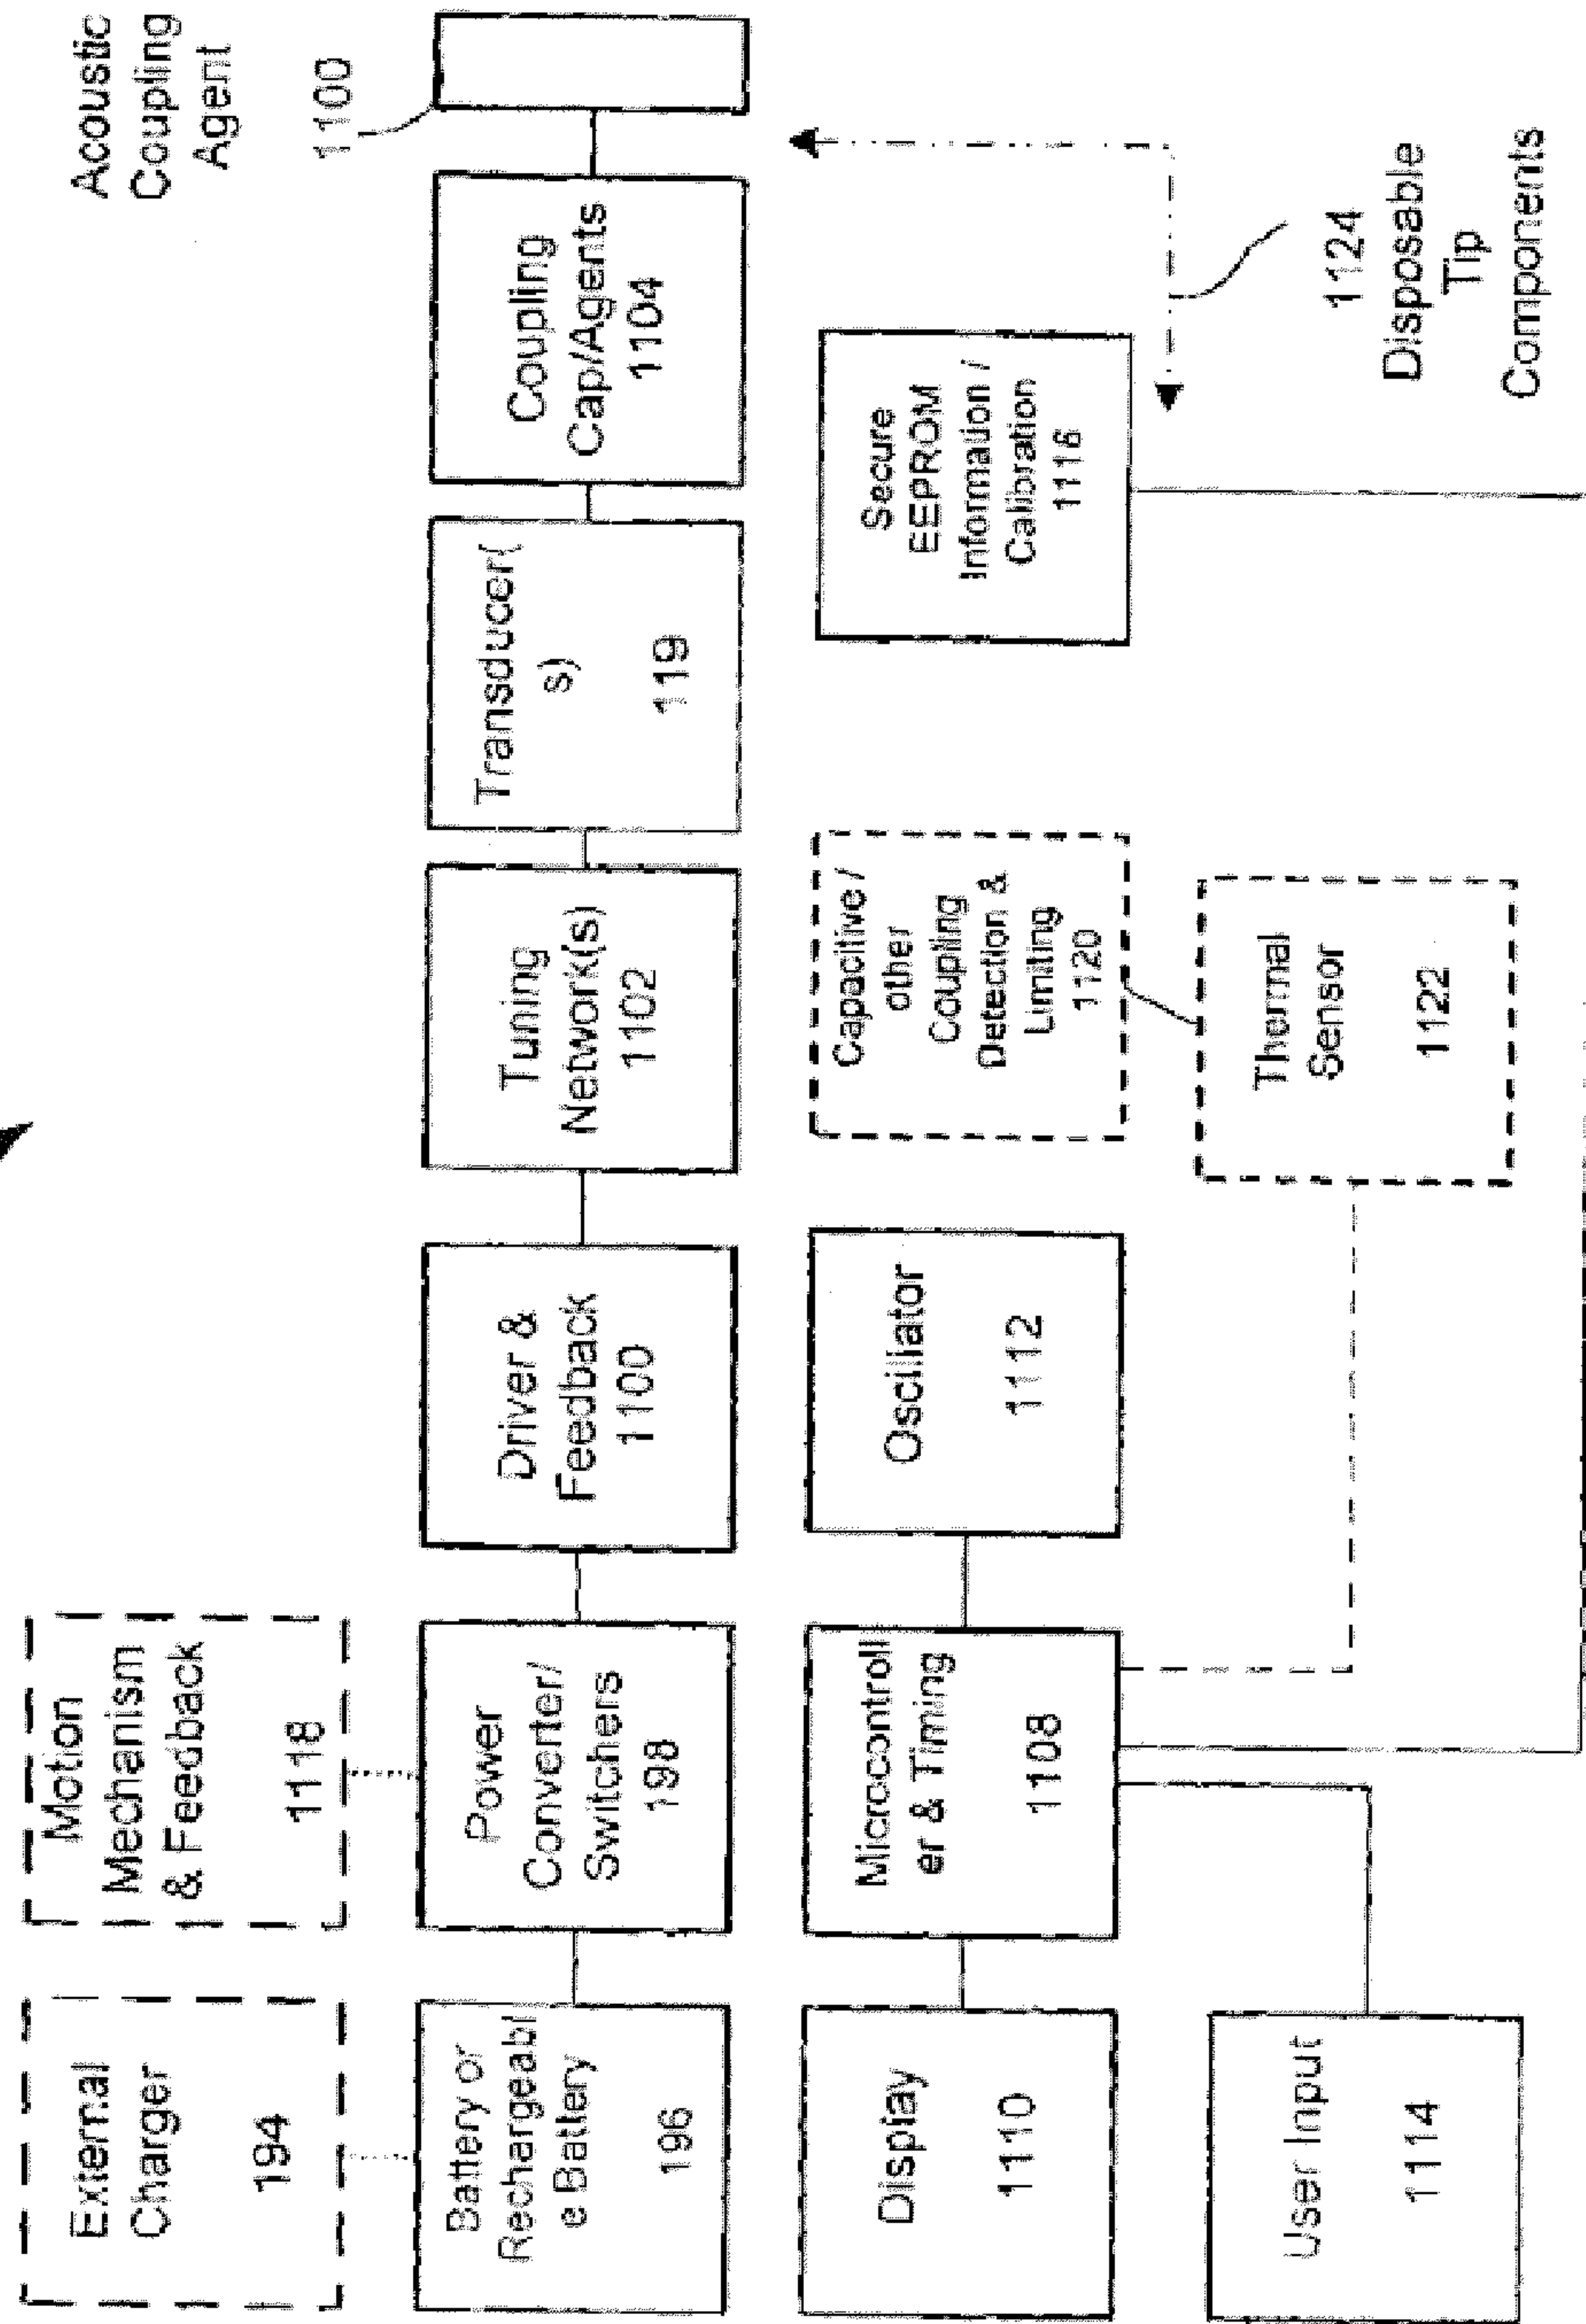 External
Charger
194
Motion
Mechanism
& Feedback
1118
Acoustic
Coupling
Agent
1100
Battery or
Rechargeabl
e Battery
196
Power
Converter/
Switchers
198
Driver &
Feedback
1100
Tuning
Network(s)
1102
Transducer(
s)
119
Coupling
Cap/Agents
1104
Display
1110
Microcontroll
er & Timing
1108
Oscillator
1112
Capacitive /
other
Coupling
Detection &
Limiting
1120
Secure
EEPROM
Information /
Calibration
1116
User Input
1114
Thermal
Sensor
1122
1124
Disposable
Tip
Components